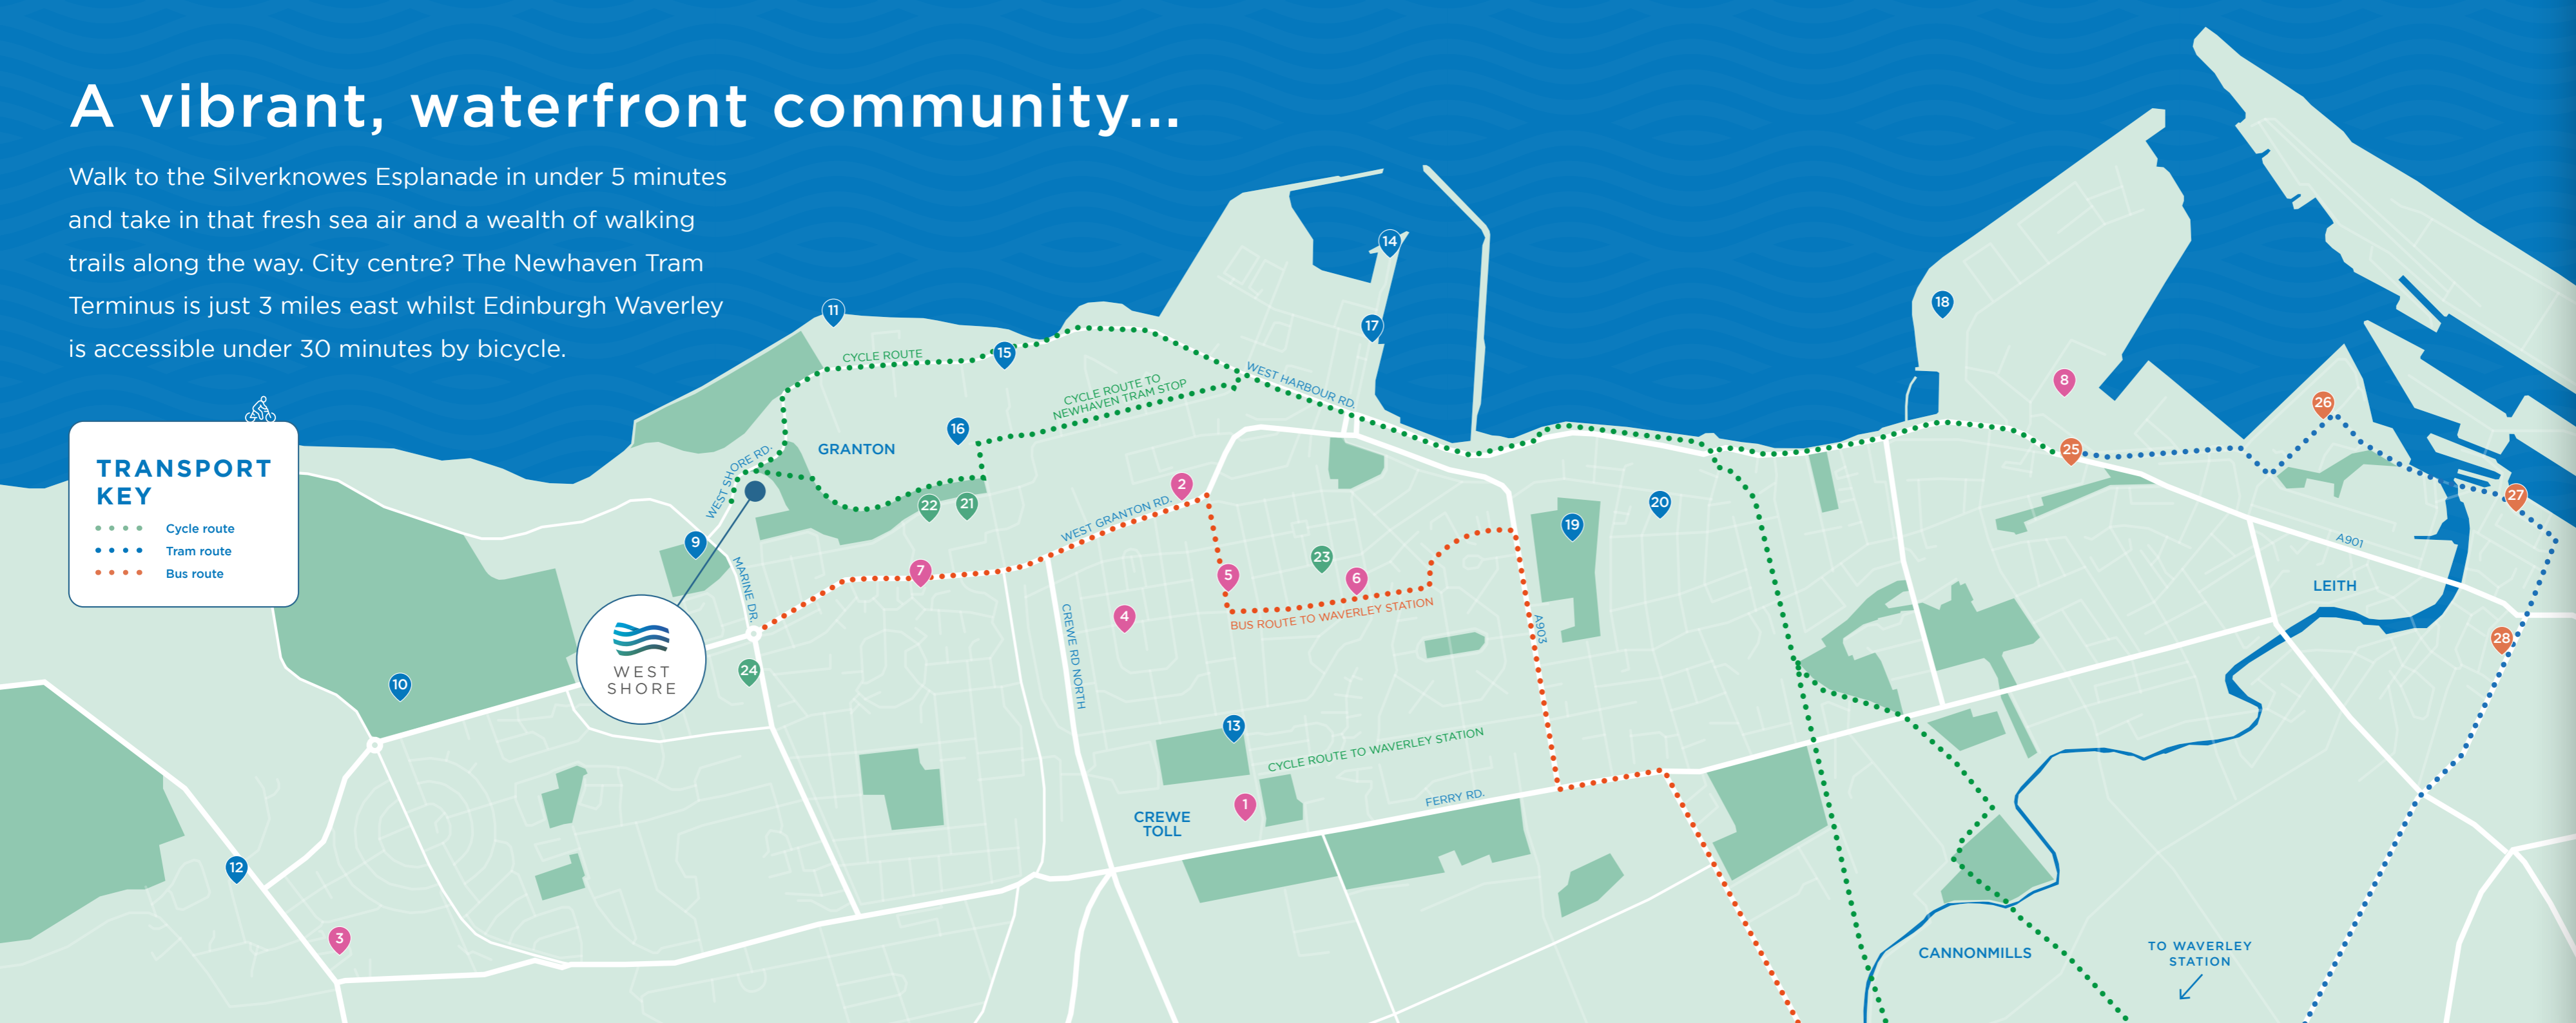 A vibrant, waterfront community...
Walk to the Silverknowes Esplanade in under 5 minutes
and take in that fresh sea air and a wealth of walking
trails along the way. City centre? The Newhaven Tram
Terminus is just 3 miles east whilst Edinburgh Waverley
is accessible under 30 minutes by bicycle.
TRANSPORT
KEY
Cycle route
Tram route
Bus route
14
11
18
17
CYCLE ROUTE
15
CYCLE ROUTE TO
NEWHAVEN TRAM STOP
WEST HARBOUR RD.
8
26
16
GRANTON
25
WEST SHORE RD.
2
27
22
21
WEST GRANTON RD.
20
19
9
A901
MARINE DR.
7
5
23
6
LEITH
4
BUS ROUTE TO WAVERLEY STATION
CREWE RD NORTH
A903
28
WEST
SHORE
24
10
13
CYCLE ROUTE TO WAVERLEY STATION
1
FERRY RD.
CREWE
TOLL
12
3
CANNONMILLS
TO WAVERLEY
STATION